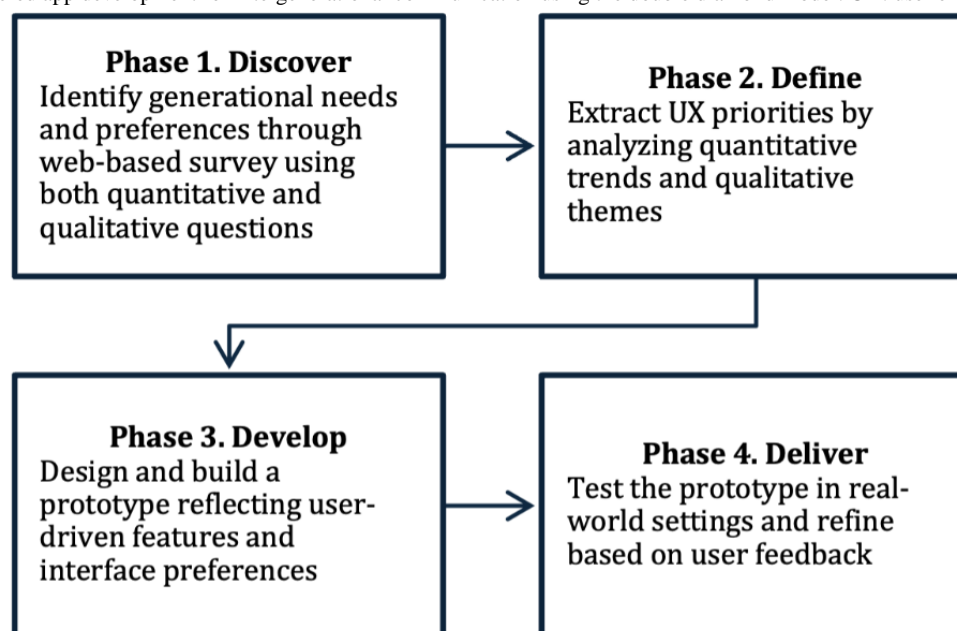 Phase 1. Discover
Identify generational needs
and preferences through
web-based survey using
both quantitative and
qualitative questions
Phase 2. Define
Extract UX priorities by
analyzing quantitative
trends and qualitative
themes
Phase 3. Develop
Design and build a
prototype reflecting user-
driven features and
interface preferences
Phase 4. Deliver
Test the prototype in real-
world settings and refine
based on user feedback